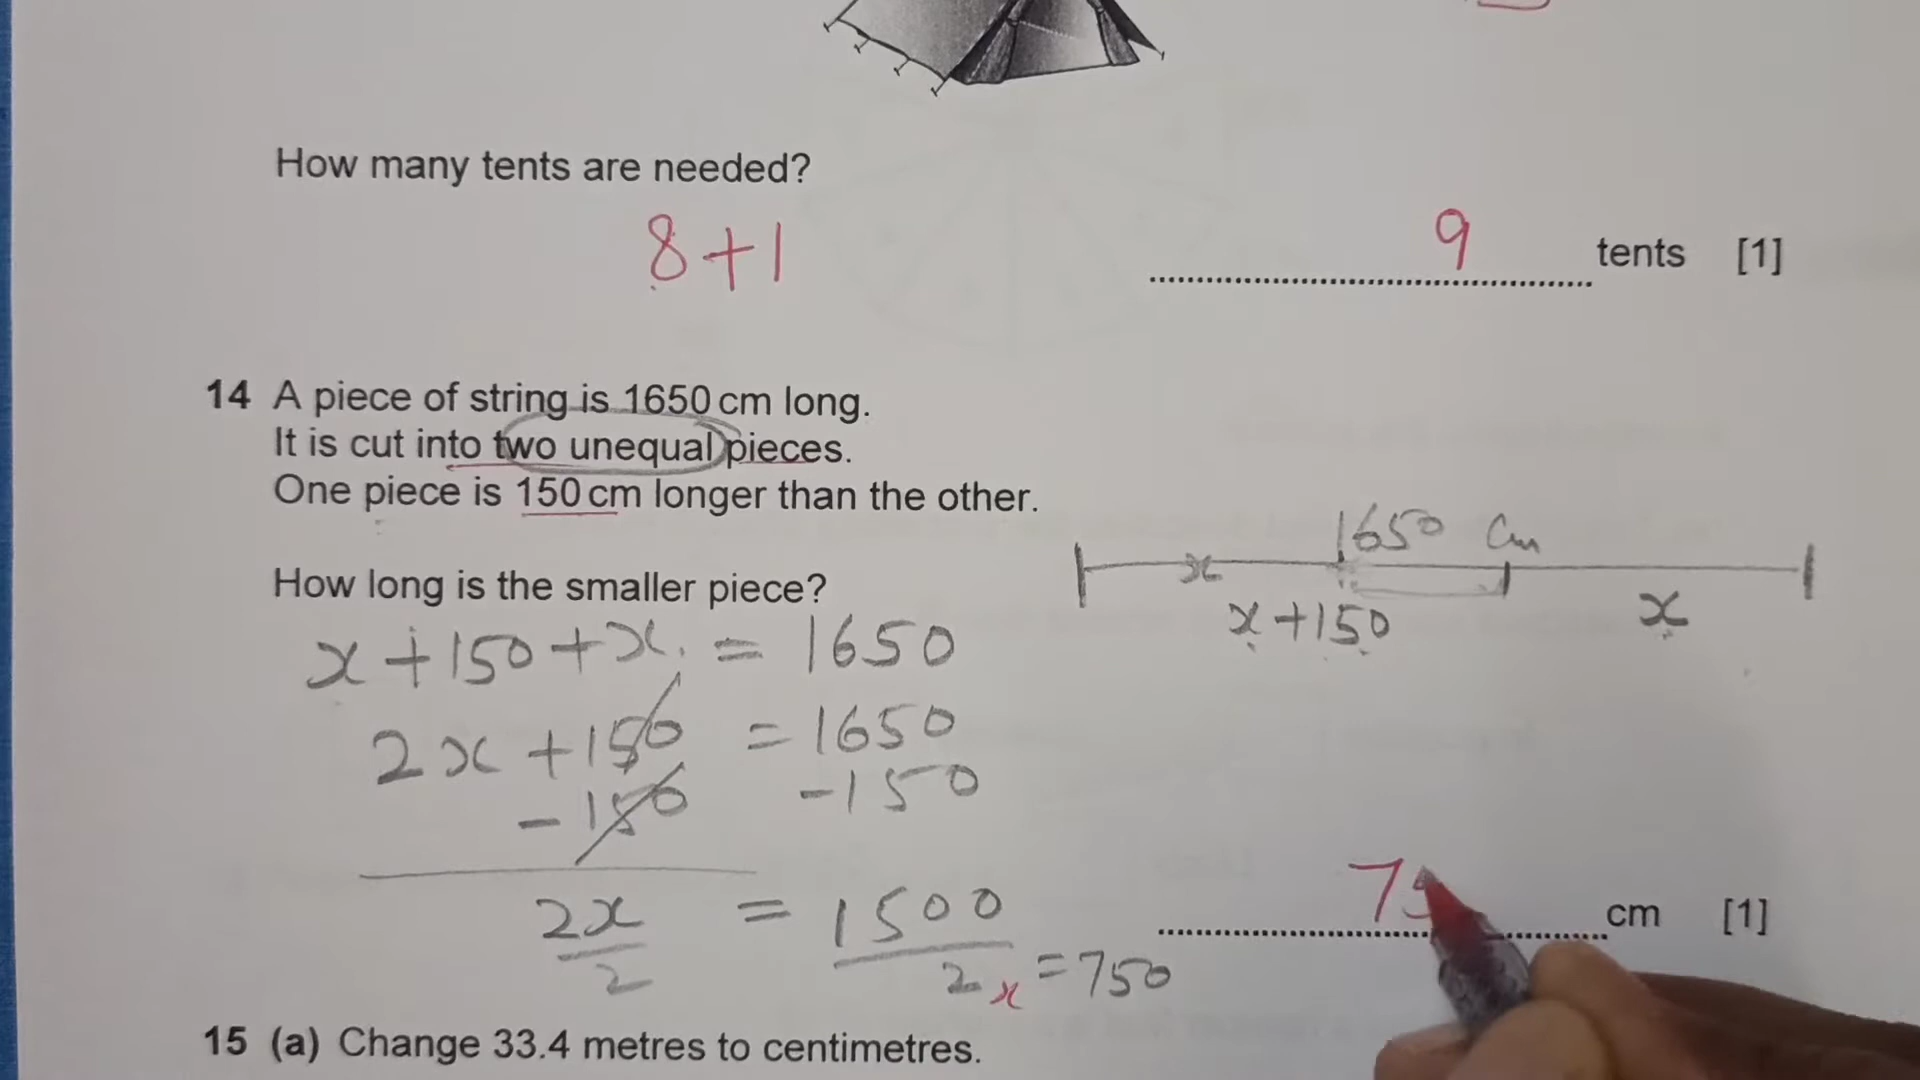 How many tents are needed?
8+1
9 tents [1]
14 A piece of string is 1650 cm long.
It is cut into two unequal pieces.
One piece is 150 cm longer than the other.
1650 cm
x
x+150 x
How long is the smaller piece?
x+150+x = 1650
2x+150 = 1650
-150 -150
2x = 1500
2 2 x = 750
75 cm [1]
15 (a) Change 33.4 metres to centimetres.